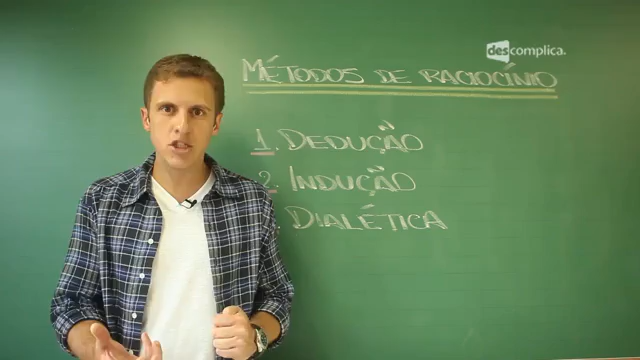 descomplica.
MÉTODOS DE RACIOCÍNIO
1. DEDUÇÃO
2. INDUÇÃO
. DIALÉTICA